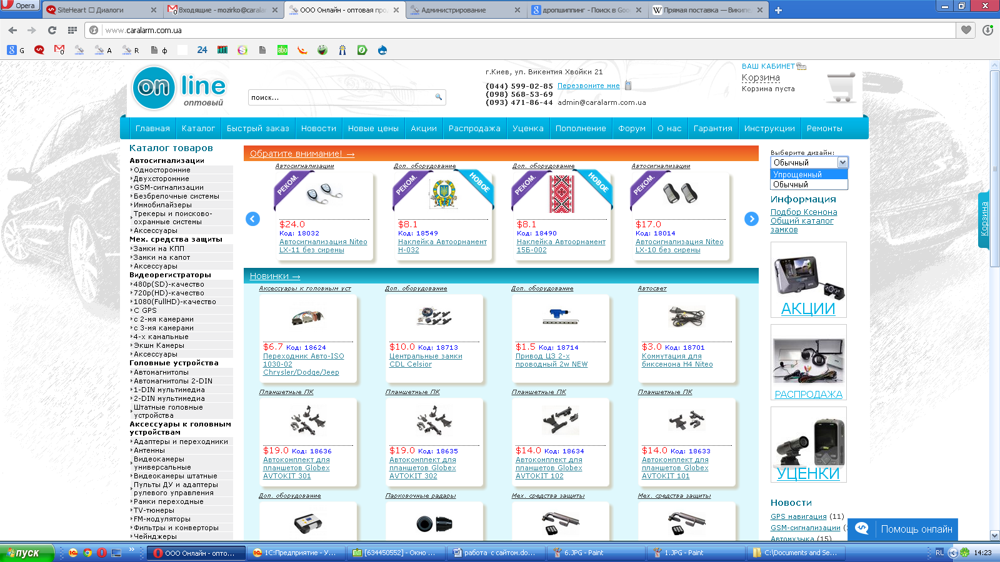 Opera
SiteHeart □ Диалоги
Входящие - mozirko@caralar
ООО Онлайн - оптовая прод
Администрирование
дропшиппинг - Поиск в Goo
Прямая поставка — Википе
www.caralarm.com.ua
G
A
R
ф
24
abo
on line
оптовый
поиск...
г.Киев, ул. Викентия Хвойки 21
(044) 599-02-85 Перезвоните мне
(098) 568-53-69
(093) 471-86-44 admin@caralarm.com.ua
ВАШ КАБИНЕТ
Корзина
Корзина пуста
Главная
Каталог
Быстрый заказ
Новости
Новые цены
Акции
Распродажа
Уценка
Пополнение
Форум
О нас
Гарантия
Инструкции
Ремонты
Каталог товаров
Автосигнализации
Односторонние
Двухсторонние
GSM-сигнализации
Безбрелочные системы
Иммобилайзеры
Трекеры и поисково-
охранные системы
Аксессуары
Мех. средства защиты
Замки на КПП
Замки на капот
Аксессуары
Видеорегистраторы
480p(SD)-качество
720p(HD)-качество
1080(FullHD)-качество
С GPS
с 2-мя камерами
с 3-мя камерами
4-х канальные
Экшн Камеры
Аксессуары
Головные устройства
Автомагнитолы
Автомагнитолы 2-DIN
1-DIN мультимедиа
2-DIN мультимедиа
Штатные головные
устройства
Аксессуары к головным
устройствам
Адаптеры и переходники
Антенны
Видеокамеры
универсальные
Видеокамеры штатные
Пульты ДУ и адаптеры
рулевого управления
Рамки переходные
TV-тюнеры
FM-модуляторы
Фильтры и конверторы
Чейнджеры
Обратите внимание! →
Автосигнализации
РЕКОМ.
$24.0
Код: 18032
Автосигнализация Niteo
LX-11 без сирены
Доп. оборудование
РЕКОМ.
НОВОЕ
$8.1
Код: 18549
Наклейка Автоорнамент
Н-032
Доп. оборудование
РЕКОМ.
НОВОЕ
$8.1
Код: 18490
Наклейка Автоорнамент
15Б-002
Автосигнализации
РЕКОМ.
$17.0
Код: 18014
Автосигнализация Niteo
LX-10 без сирены
Новинки →
Аксессуары к головным уст
$6.7 Код: 18624
Переходник Авто-ISO
1030-02
Chrysler/Dodge/Jeep
Доп. оборудование
$10.0 Код: 18713
Центральные замки
CDL Celsior
Доп. оборудование
$1.5 Код: 18714
Привод ЦЗ 2-х
проводный 2w NEW
Автосвет
$3.0 Код: 18701
Коммутация для
биксенона H4 Niteo
Планшетные ПК
$19.0 Код: 18636
Автокомплект для
планшетов Globex
AVTOKIT 301
Планшетные ПК
$19.0 Код: 18635
Автокомплект для
планшетов Globex
AVTOKIT 302
Планшетные ПК
$14.0 Код: 18634
Автокомплект для
планшетов Globex
AVTOKIT 102
Планшетные ПК
$14.0 Код: 18633
Автокомплект для
планшетов Globex
AVTOKIT 101
Доп. оборудование
Парковочные радары
Мех. средства защиты
Мех. средства защиты
Выберите дизайн:
Обычный
Упрощенный
Обычный
Информация
Подбор Ксенона
Общий каталог
замков
АКЦИИ
РАСПРОДАЖА
УЦЕНКИ
Новости
GPS навигация (11)
GSM-сигнализации
Автомузыка (15)
Корзина
Помощь онлайн
пуск
ООО Онлайн - опто...
1С:Предприятие - У...
[634450552] - Окно ...
работа с сайтом.do...
6.JPG - Paint
1.JPG - Paint
C:\Documents and Se...
RL
14:23